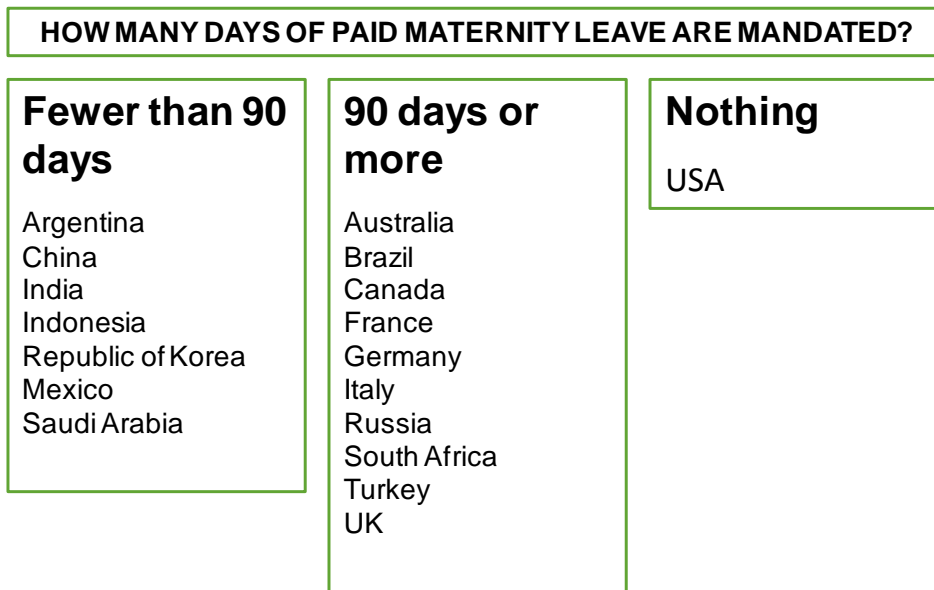 HOW MANY DAYS OF PAID MATERNITY LEAVE ARE MANDATED?
Fewer than 90
days
Argentina
China
India
Indonesia
Republic of Korea
Mexico
Saudi Arabia
90 days or
more
Australia
Brazil
Canada
France
Germany
Italy
Russia
South Africa
Turkey
UK
Nothing
USA